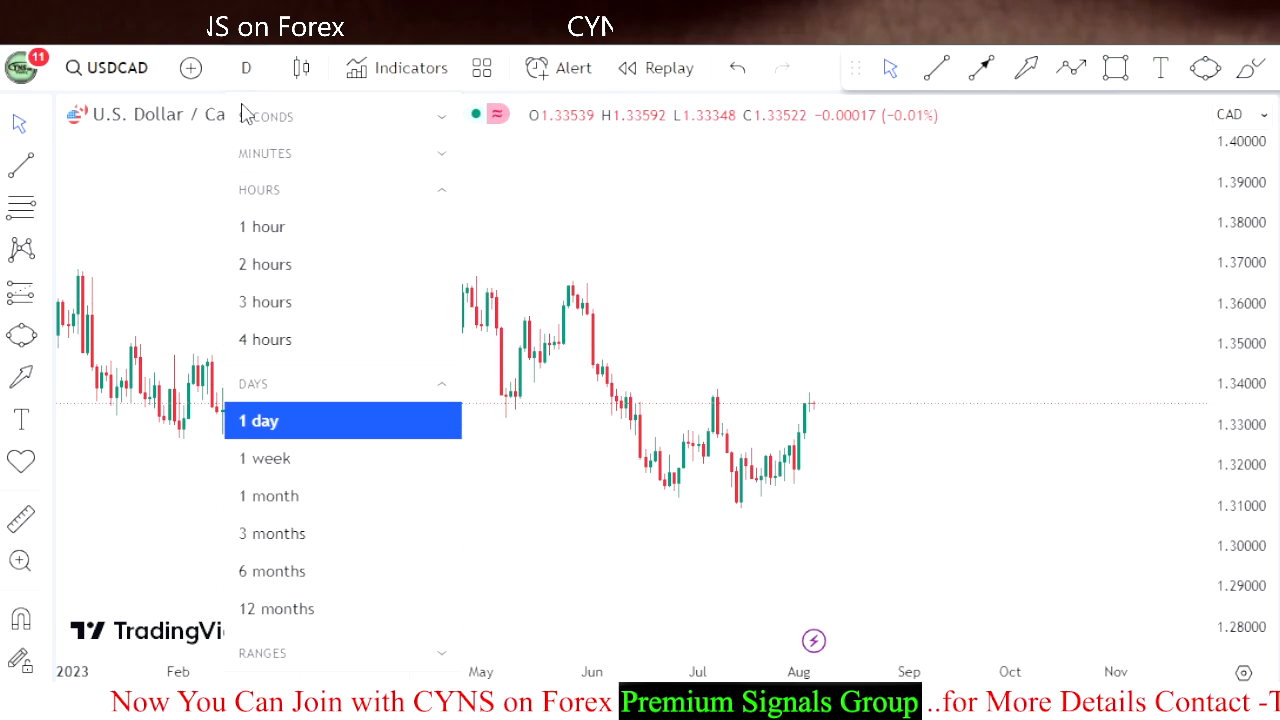 NS on Forex CYN
11 USDCAD D Indicators Alert Replay T
U.S. Dollar / Ca O1.33539 H1.33592 L1.33348 C1.33522 −0.00017 (−0.01%) CAD
CONDS
MINUTES
HOURS
1 hour
2 hours
3 hours
4 hours
DAYS
1 day
1 week
1 month
3 months
6 months
12 months
RANGES
1.40000
1.39000
1.38000
1.37000
1.36000
1.35000
1.34000
1.33000
1.32000
1.31000
1.30000
1.29000
1.28000
TradingVi
2023 Feb May Jun Jul Aug Sep Oct Nov
Now You Can Join with CYNS on Forex Premium Signals Group ..for More Details Contact -T